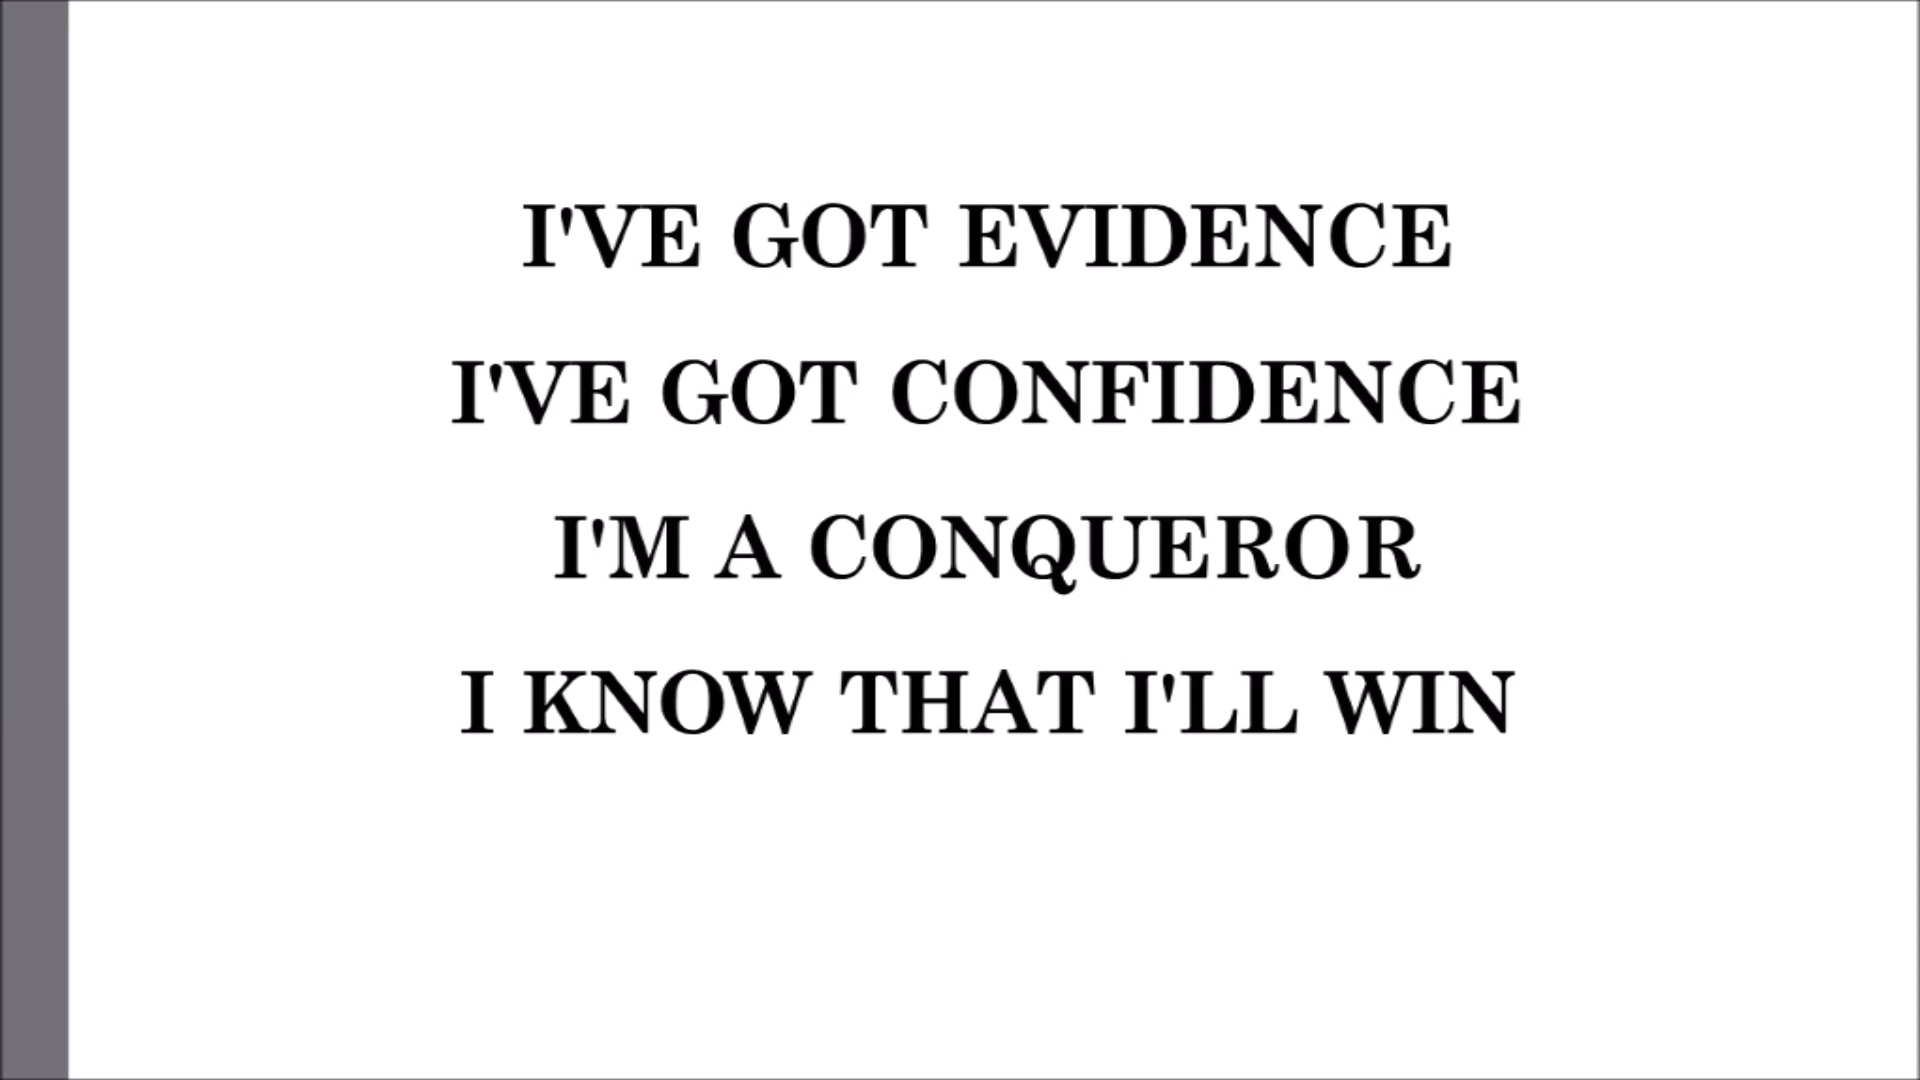 I'VE GOT EVIDENCE
I'VE GOT CONFIDENCE
I'M A CONQUEROR
I KNOW THAT I'LL WIN